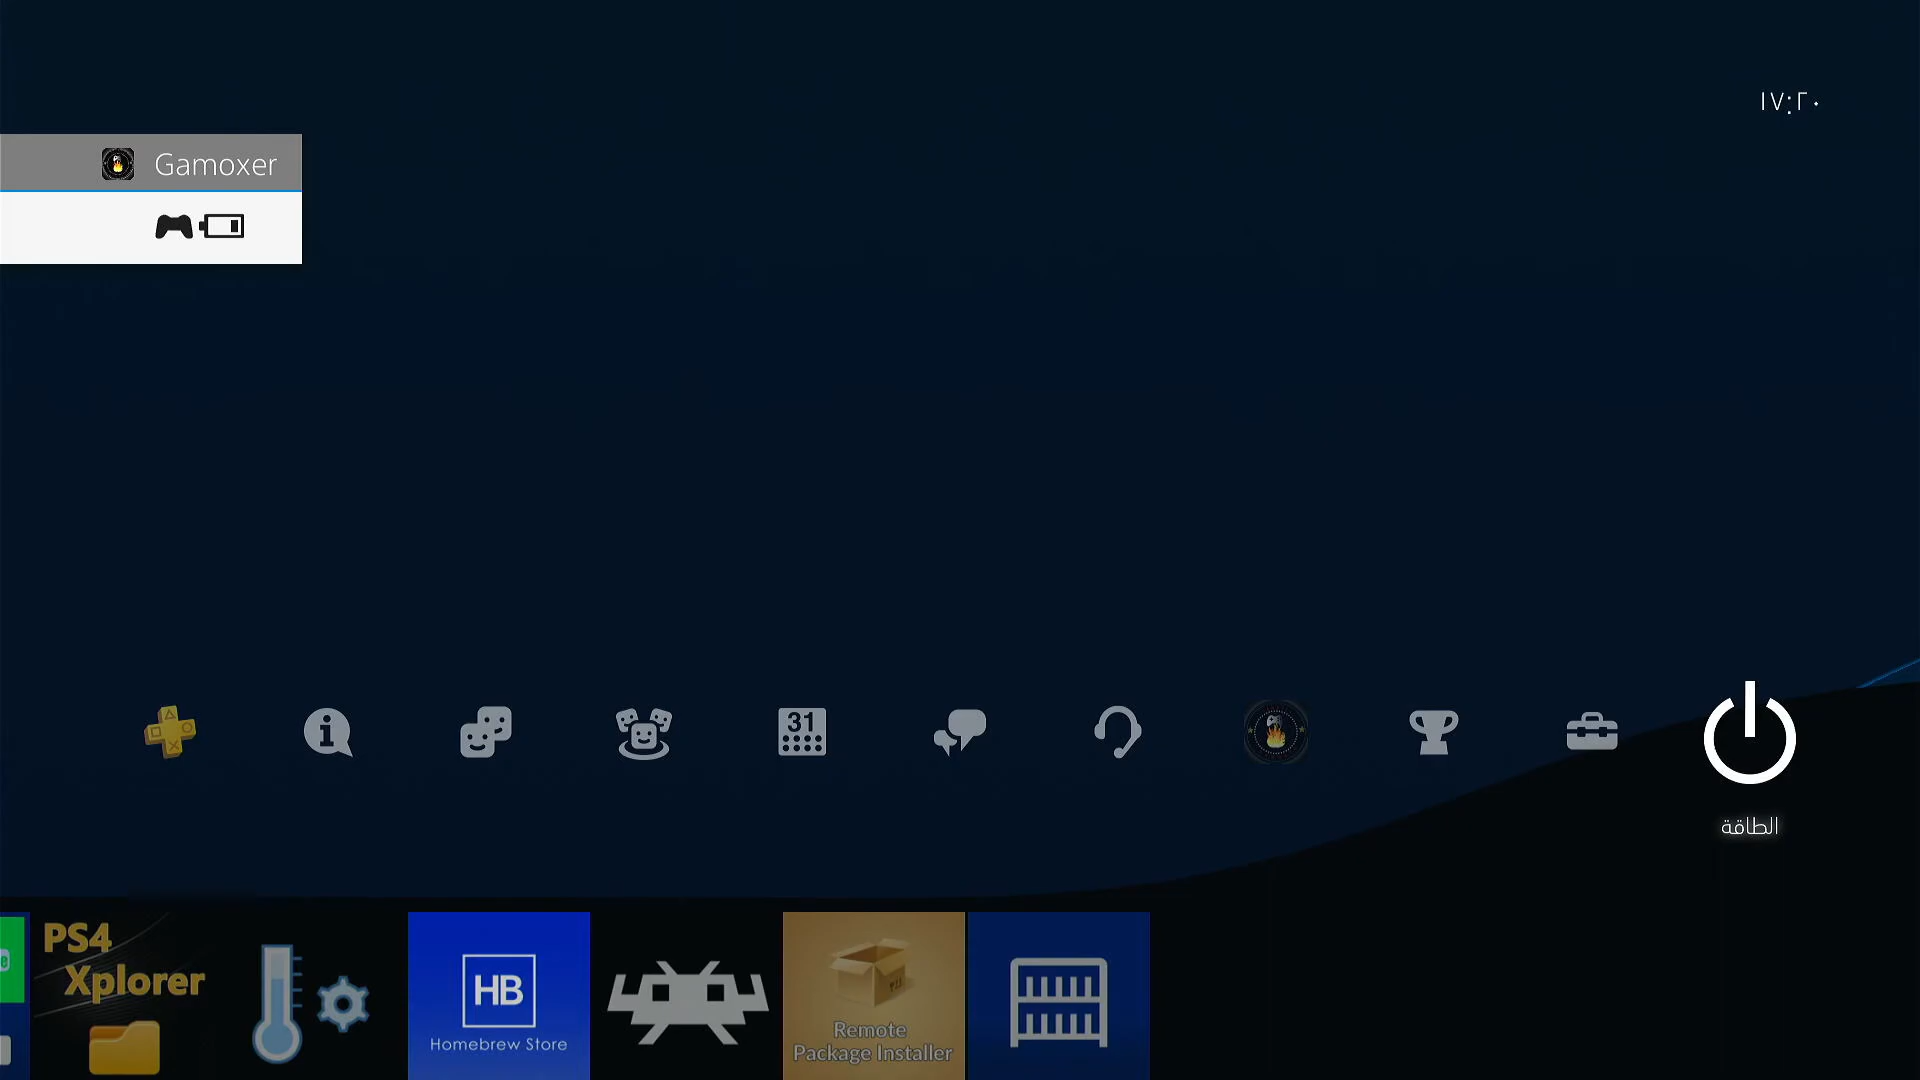 ١٧:٢٠
Gamoxer
31
الطاقة
PS4
Xplorer
HB
Homebrew Store
Remote
Package Installer